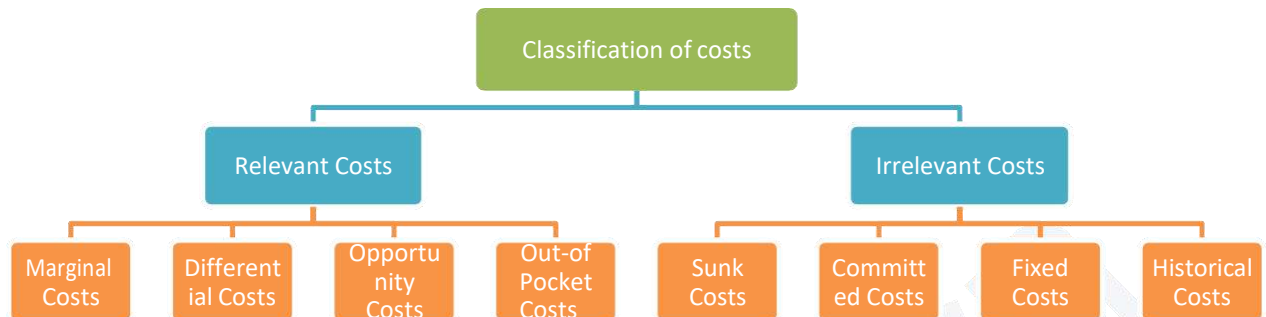 Classification of costs
Relevant Costs
Irrelevant Costs
Marginal
Costs
Different
ial Costs
Opportu
nity
Costs
Out-of
Pocket
Costs
Sunk
Costs
Committ
ed Costs
Fixed
Costs
Historical
Costs